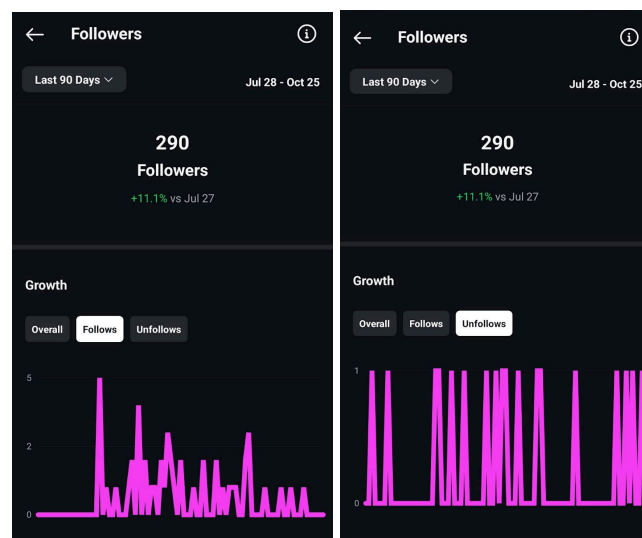 Followers
Last 90 Days
Jul 28 - Oct 25
290
Followers
+11.1% vs Jul 27
Growth
Overall Follows Unfollows
5
2
0
Followers
Last 90 Days
Jul 28 - Oct 25
290
Followers
+11.1% vs Jul 27
Growth
Overall Follows Unfollows
1
0